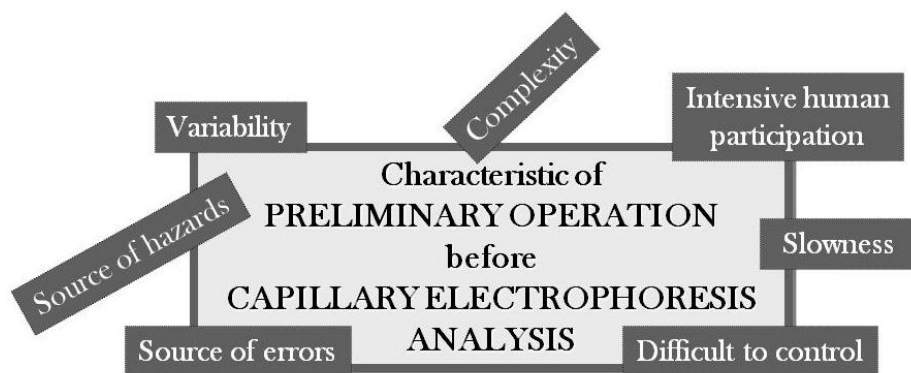 Complexity
Intensive human
participation
Variability
Characteristic of
PRELIMINARY OPERATION
before
CAPILLARY ELECTROPHORESIS
ANALYSIS
Source of hazards
Slowness
Source of errors
Difficult to control